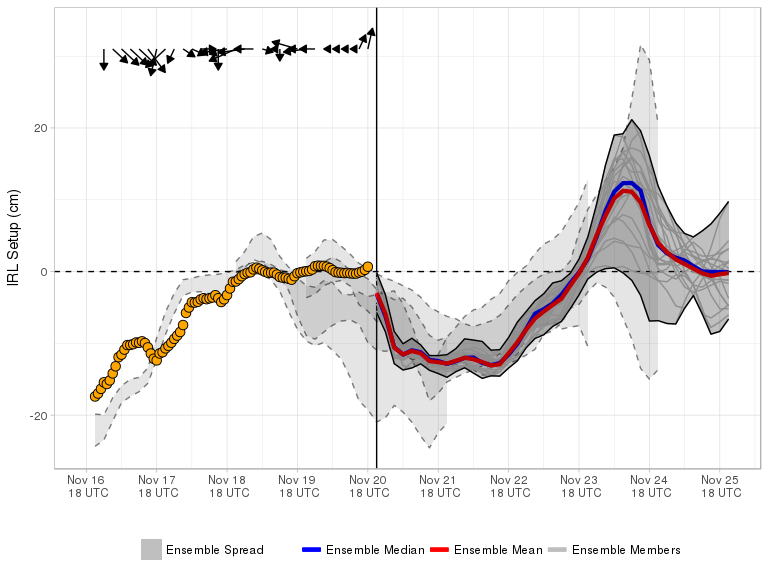 IRL Setup (cm)
20
0
-20
Nov 16 Nov 17 Nov 18 Nov 19 Nov 20 Nov 21 Nov 22 Nov 23 Nov 24 Nov 25
18 UTC 18 UTC 18 UTC 18 UTC 18 UTC 18 UTC 18 UTC 18 UTC 18 UTC 18 UTC
Ensemble Spread Ensemble Median Ensemble Mean Ensemble Members